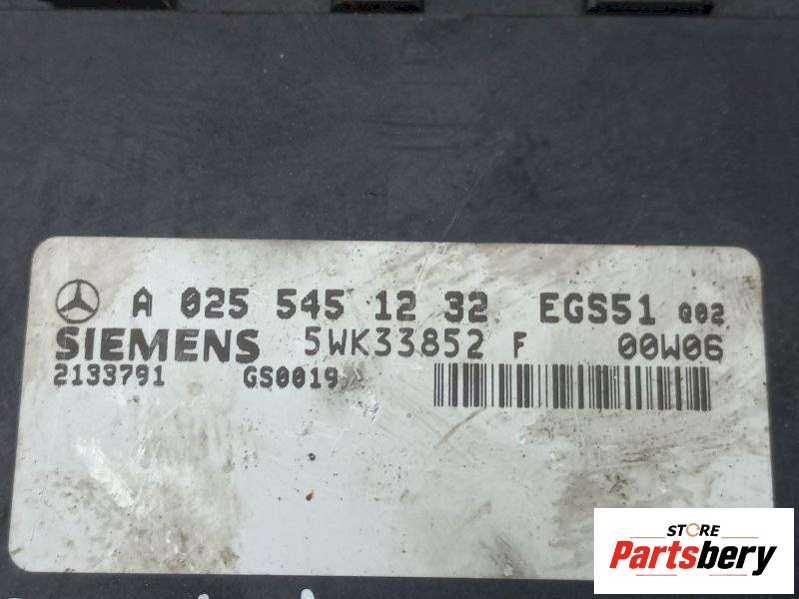 A 025 545 12 32 EGS51 Q02
SIEMENS 5WK33852 F 00W06
2133791 GS0019
STORE
Partsbery